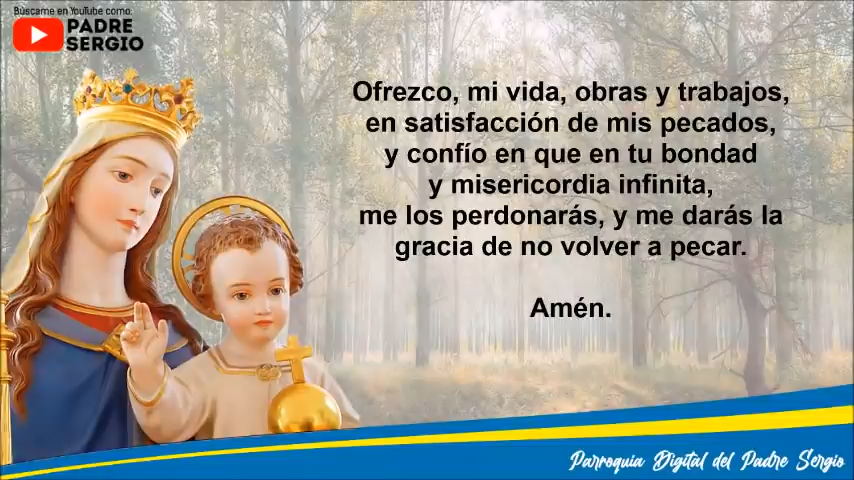 Búscame en YouTube como:
PADRE
SERGIO
Ofrezco, mi vida, obras y trabajos,
en satisfacción de mis pecados,
y confío en que en tu bondad
y misericordia infinita,
me los perdonarás, y me darás la
gracia de no volver a pecar.
Amén.
Parroquia Digital del Padre Sergio